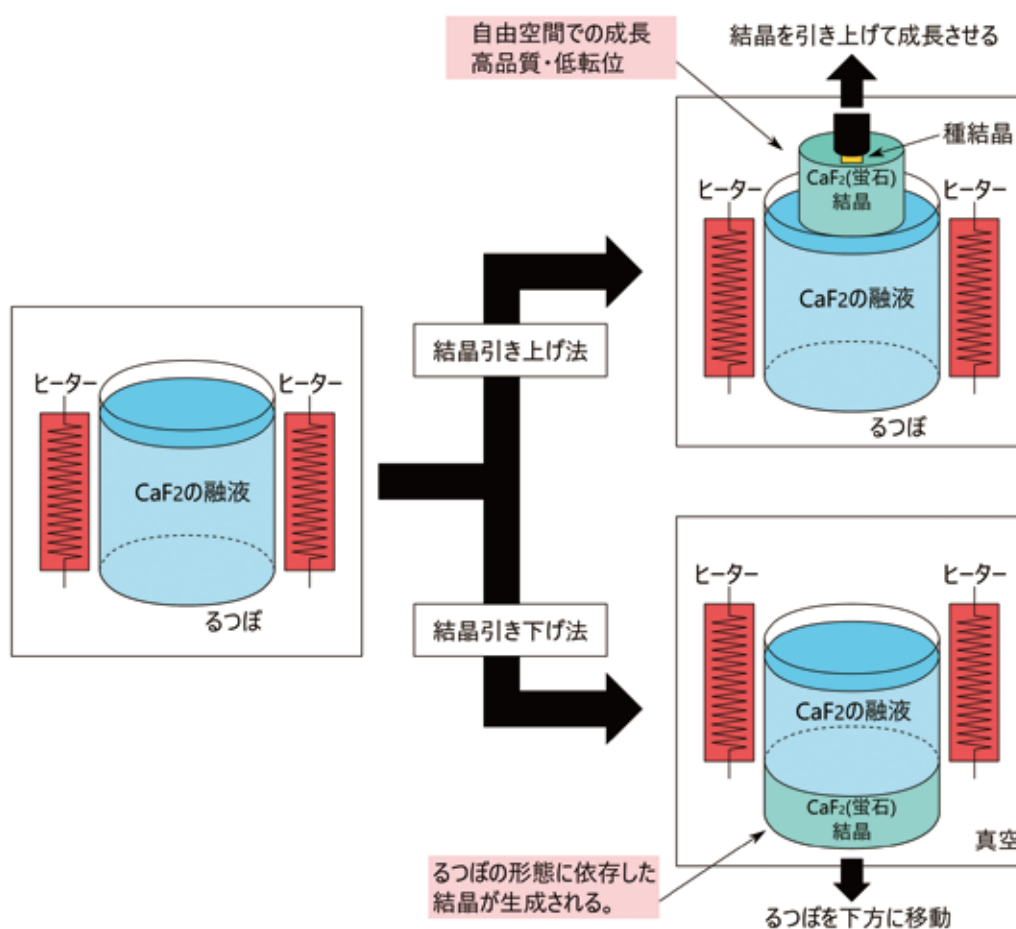 自由空間での成長
高品質・低転位
結晶を引き上げて成長させる
種結晶
ヒーター
CaF2(蛍石)
結晶
ヒーター
CaF2の融液
るつぼ
結晶引き上げ法
ヒーター
ヒーター
CaF2の融液
るつぼ
結晶引き下げ法
ヒーター
ヒーター
CaF2の融液
CaF2(蛍石)
結晶
真空
るつぼの形態に依存した
結晶が生成される。
るつぼを下方に移動